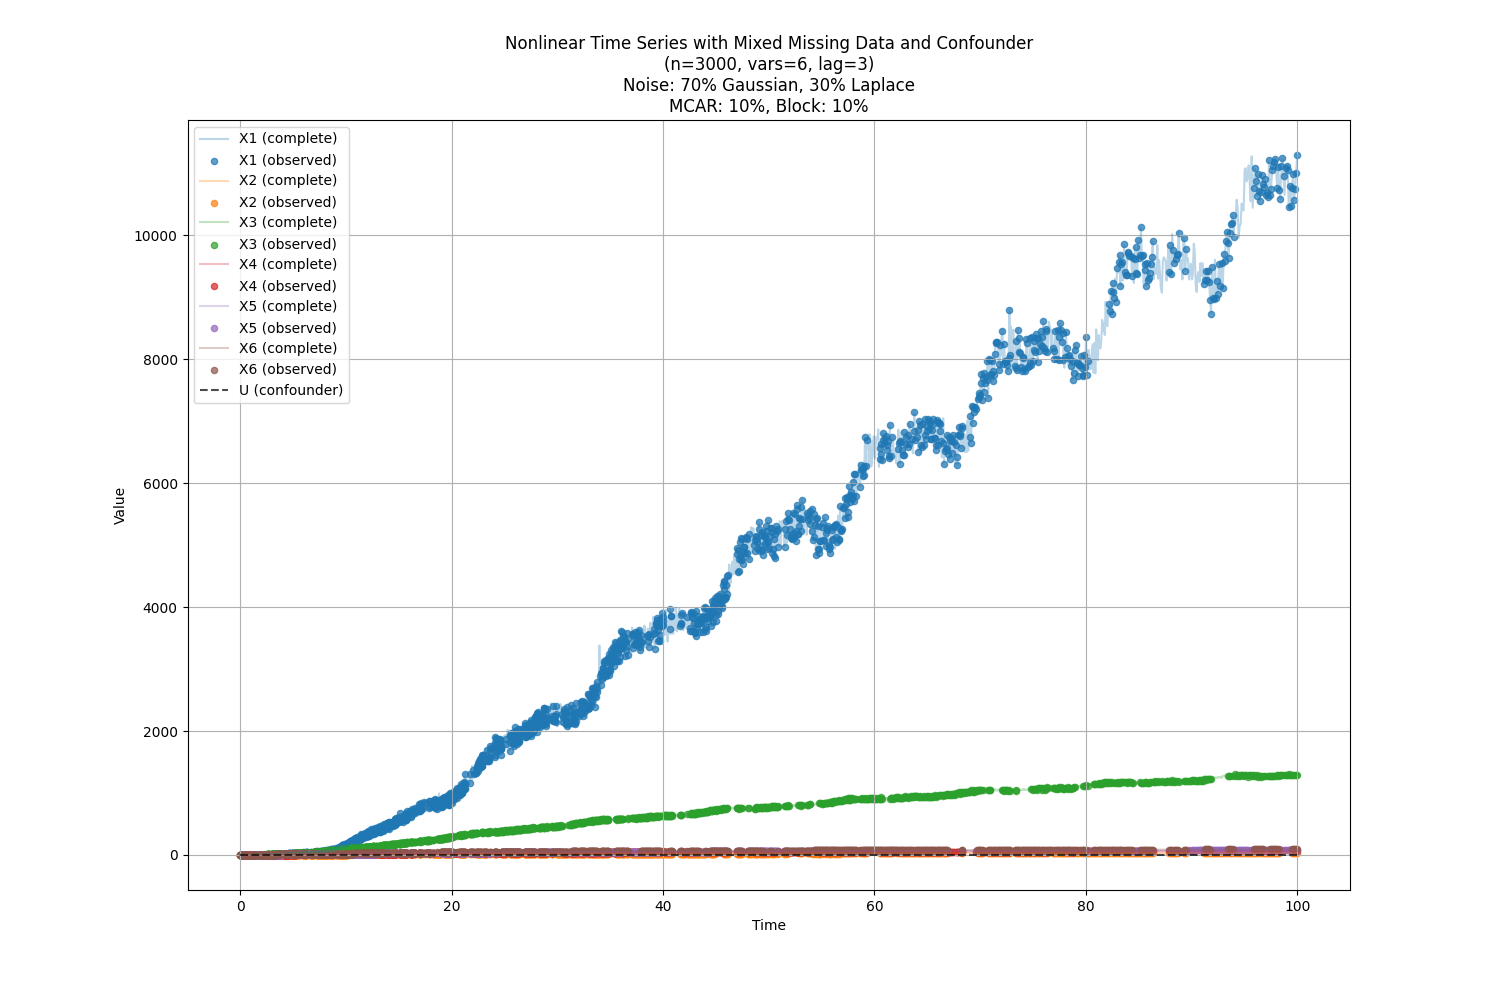 Nonlinear Time Series with Mixed Missing Data and Confounder
(n=3000, vars=6, lag=3)
Noise: 70% Gaussian, 30% Laplace
MCAR: 10%, Block: 10%
X1 (complete)
X1 (observed)
X2 (complete)
X2 (observed)
X3 (complete)
X3 (observed)
X4 (complete)
X4 (observed)
X5 (complete)
X5 (observed)
X6 (complete)
X6 (observed)
U (confounder)
10000
8000
6000
4000
2000
0
Value
0 20 40 60 80 100
Time